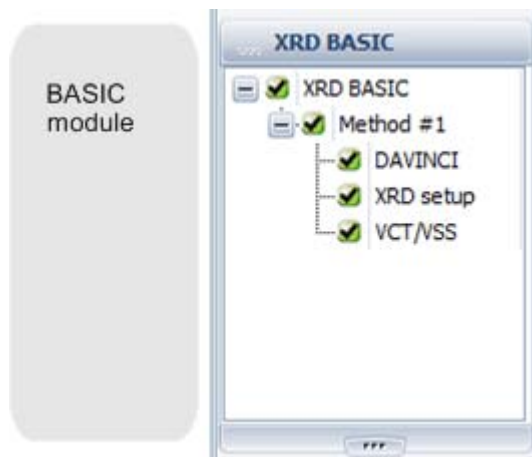 BASIC
module
XRD BASIC
XRD BASIC
Method #1
DAVINCI
XRD setup
VCT/VSS